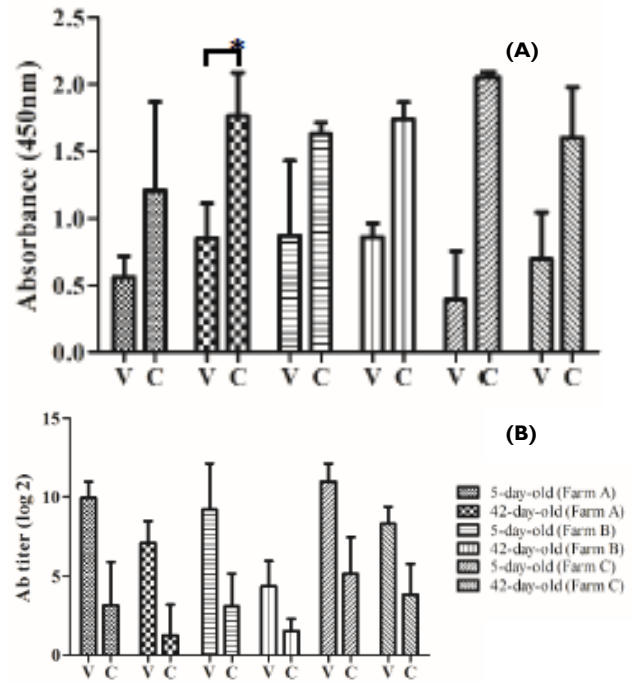 (A)
Absorbance (450nm)
2.5
2.0
1.5
1.0
0.5
0.0
*
V C V C V C V C V C V C
(B)
Ab titer (log 2)
15
10
5
0
V C V C V C V C V C V C
5-day-old (Farm A)
42-day-old (Farm A)
5-day-old (Farm B)
42-day-old (Farm B)
5-day-old (Farm C)
42-day-old (Farm C)